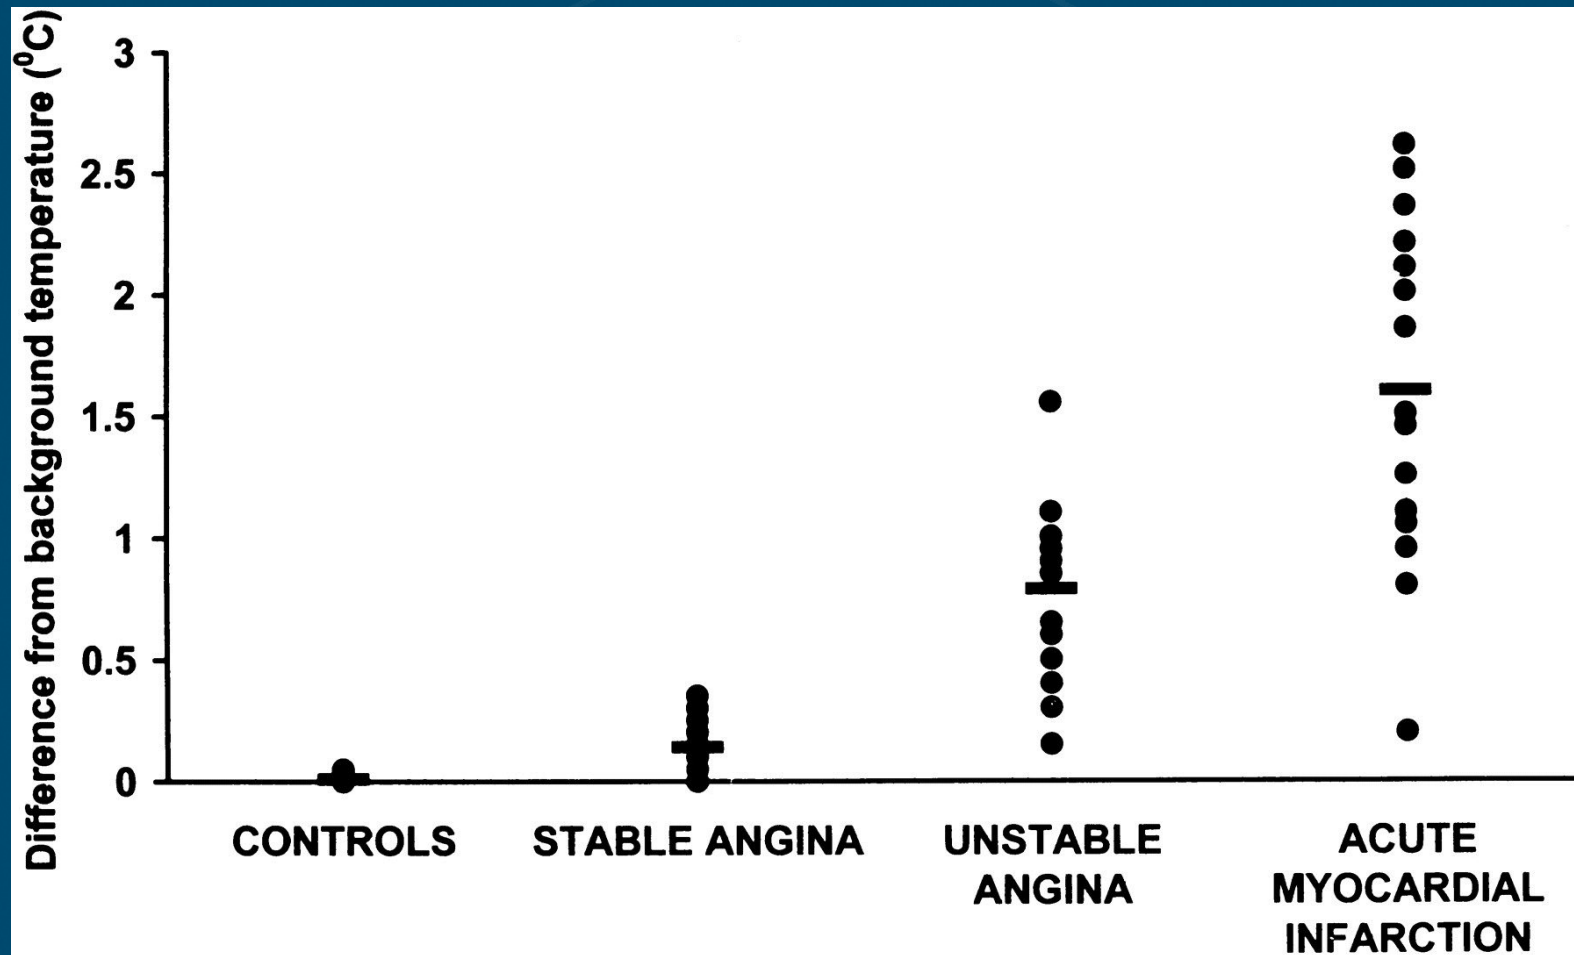 Difference from background temperature (⁰C)
3
2.5
2
1.5
1
0.5
0
CONTROLS
STABLE ANGINA
UNSTABLE
ANGINA
ACUTE
MYOCARDIAL
INFARCTION